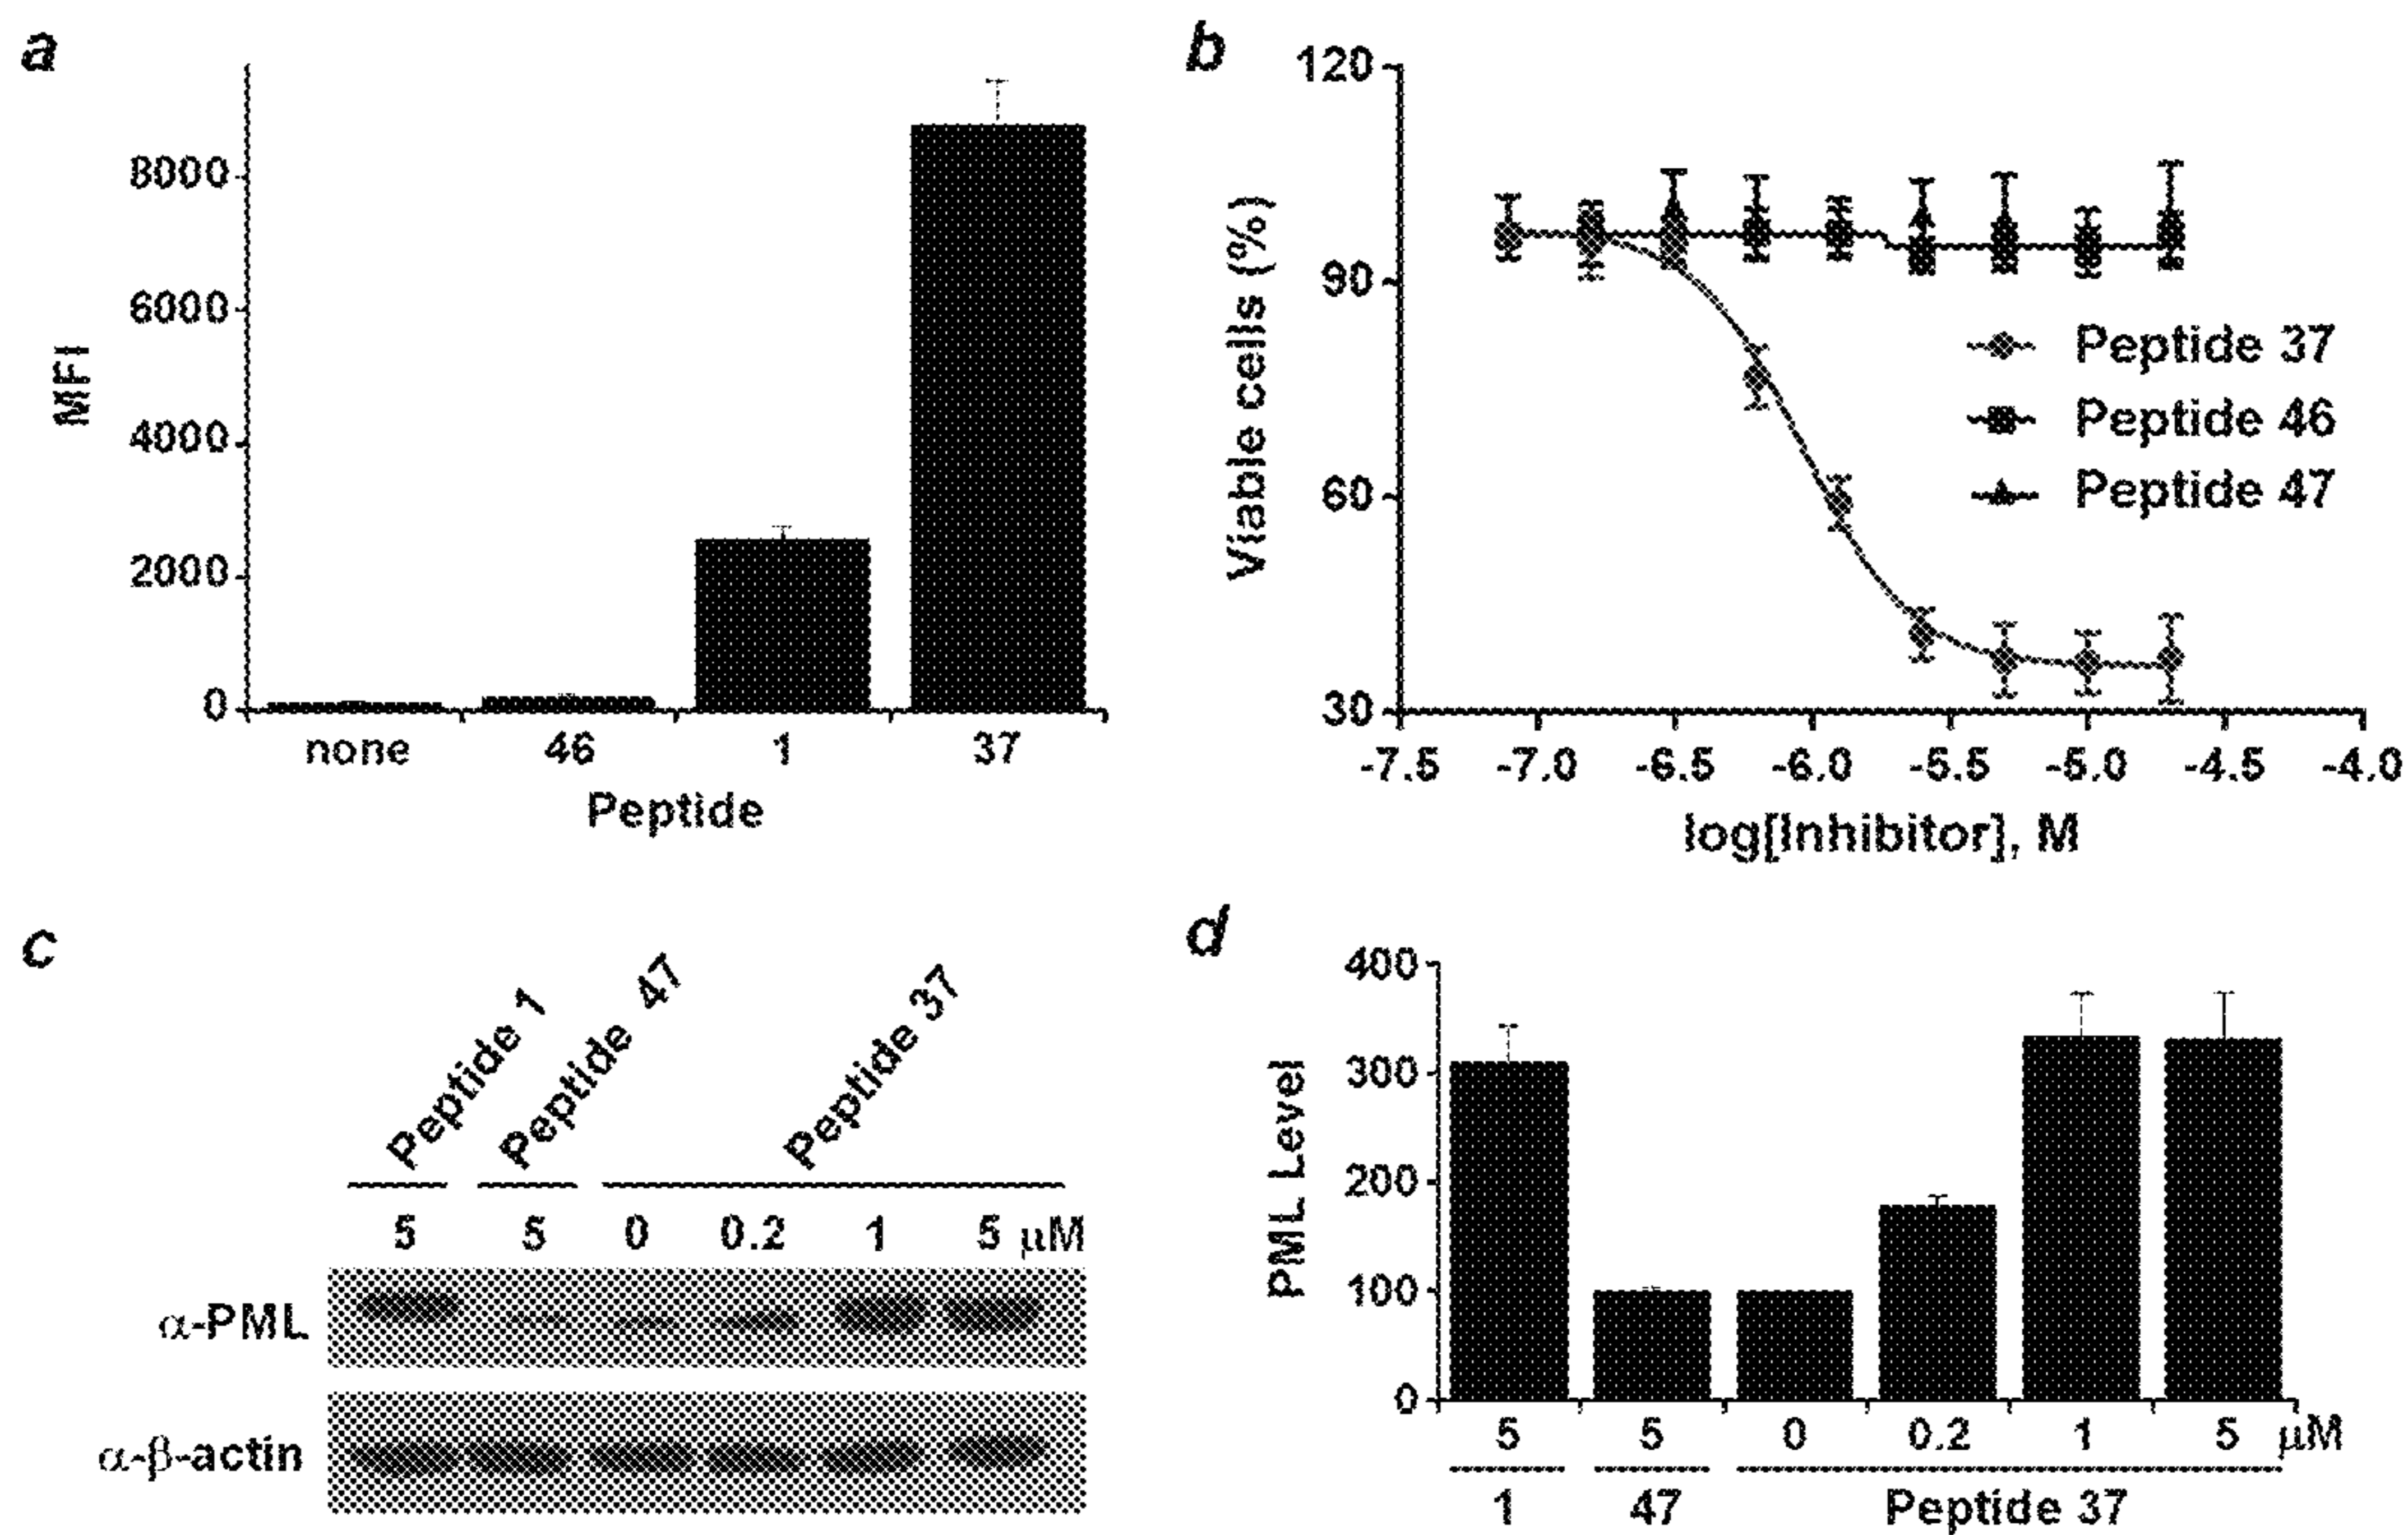 a
8000
6000
4000
2000
0
MFI
none 46 1 37
Peptide
b
120
90
60
30
Viable cells (%)
Peptide 37
Peptide 46
Peptide 47
-7.5 -7.0 -6.5 -6.0 -5.5 -5.0 -4.5 -4.0
log[Inhibitor], M
c
Peptide 1
Peptide 47
Peptide 37
5 5 0 0.2 1 5 μM
α-PML
α-β-actin
d
400
300
200
100
0
PML Level
5 5 0 0.2 1 5 μM
1 47 Peptide 37